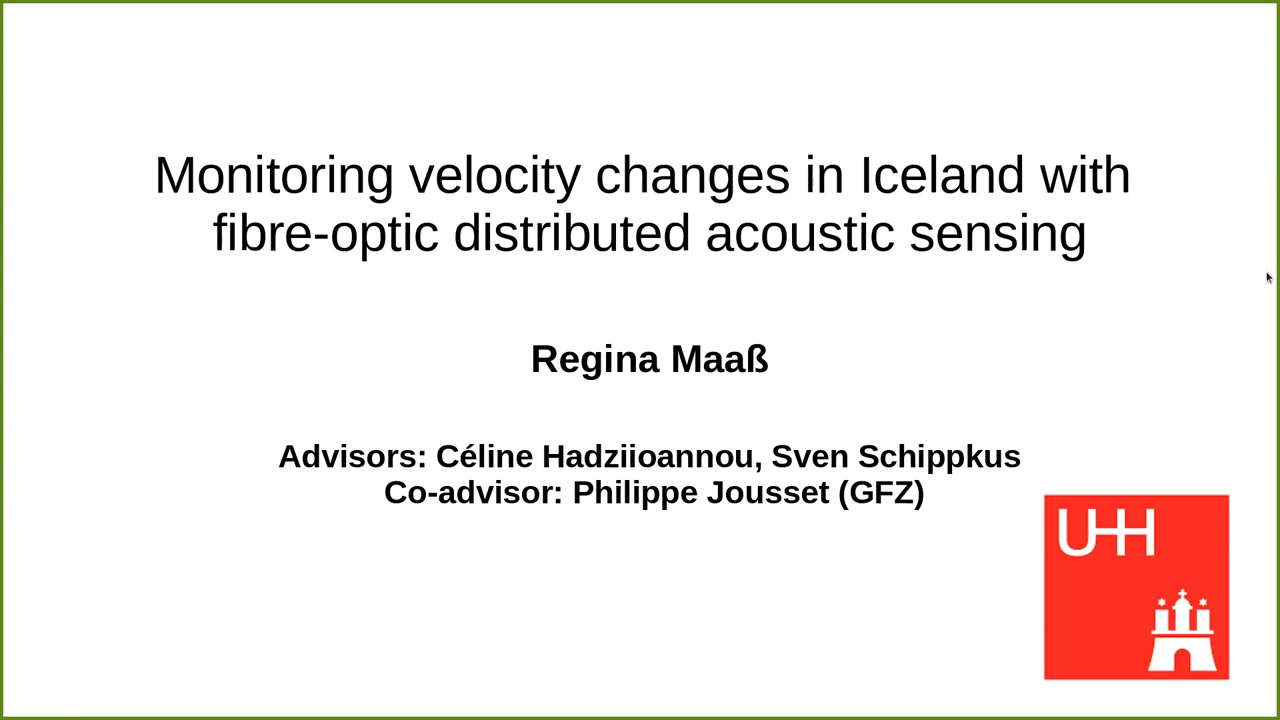 Monitoring velocity changes in Iceland with
fibre-optic distributed acoustic sensing
Regina Maaß
Advisors: Céline Hadziioannou, Sven Schippkus
Co-advisor: Philippe Jousset (GFZ)
UHH